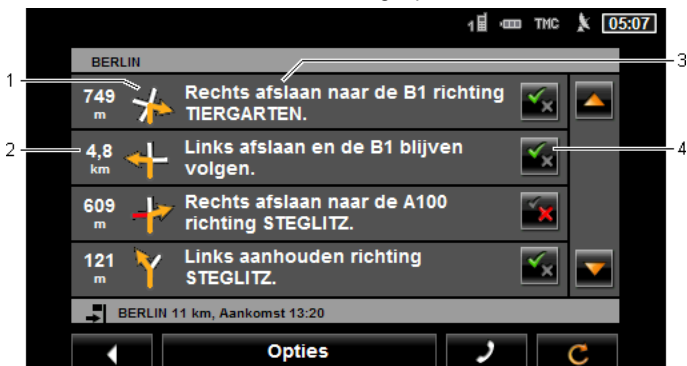 1 TMC 05:07
BERLIN
1
2
3
4
749 m
Rechts afslaan naar de B1 richting
TIERGARTEN.
4,8 km
Links afslaan en de B1 blijven
volgen.
609 m
Rechts afslaan naar de A100
richting STEGLITZ.
121 m
Links aanhouden richting
STEGLITZ.
BERLIN 11 km, Aankomst 13:20
Opties